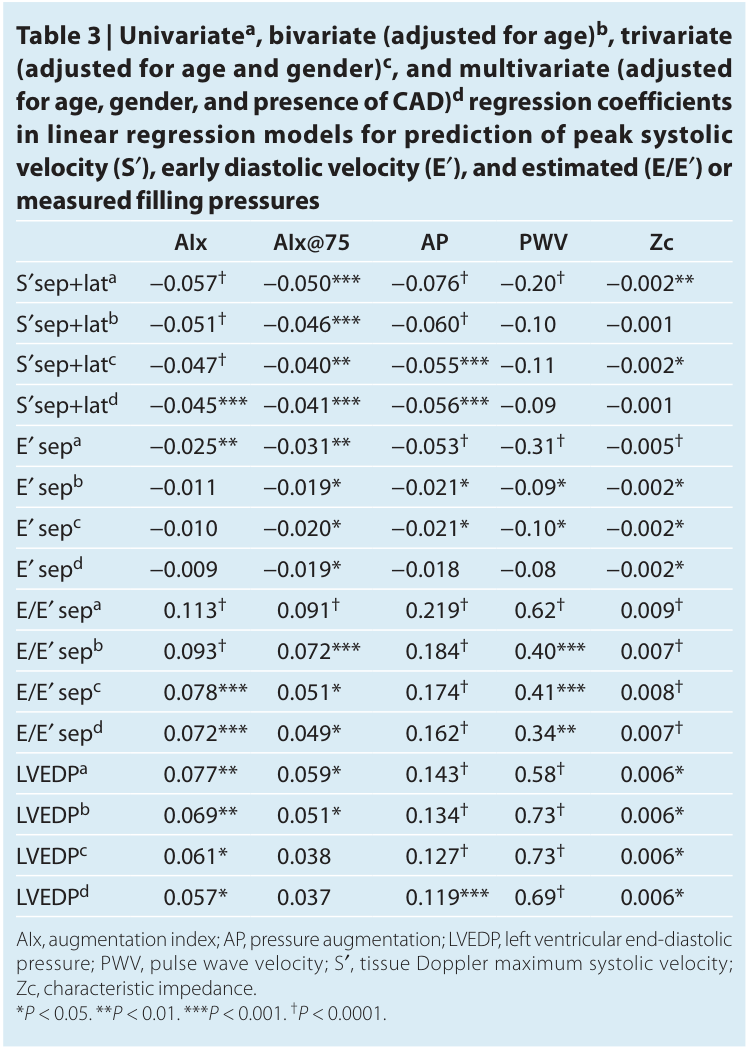 Table 3 | Univariateᵃ, bivariate (adjusted for age)ᵇ, trivariate
(adjusted for age and gender)ᶜ, and multivariate (adjusted
for age, gender, and presence of CAD)ᵈ regression coefficients
in linear regression models for prediction of peak systolic
velocity (S′), early diastolic velocity (E′), and estimated (E/E′) or
measured filling pressures
AIx AIx@75 AP PWV Zc
S′sep+latᵃ −0.057† −0.050*** −0.076† −0.20† −0.002**
S′sep+latᵇ −0.051† −0.046*** −0.060† −0.10 −0.001
S′sep+latᶜ −0.047† −0.040** −0.055*** −0.11 −0.002*
S′sep+latᵈ −0.045*** −0.041*** −0.056*** −0.09 −0.001
E′ sepᵃ −0.025** −0.031** −0.053† −0.31† −0.005†
E′ sepᵇ −0.011 −0.019* −0.021* −0.09* −0.002*
E′ sepᶜ −0.010 −0.020* −0.021* −0.10* −0.002*
E′ sepᵈ −0.009 −0.019* −0.018 −0.08 −0.002*
E/E′ sepᵃ 0.113† 0.091† 0.219† 0.62† 0.009†
E/E′ sepᵇ 0.093† 0.072*** 0.184† 0.40*** 0.007†
E/E′ sepᶜ 0.078*** 0.051* 0.174† 0.41*** 0.008†
E/E′ sepᵈ 0.072*** 0.049* 0.162† 0.34** 0.007†
LVEDPᵃ 0.077** 0.059* 0.143† 0.58† 0.006*
LVEDPᵇ 0.069** 0.051* 0.134† 0.73† 0.006*
LVEDPᶜ 0.061* 0.038 0.127† 0.73† 0.006*
LVEDPᵈ 0.057* 0.037 0.119*** 0.69† 0.006*
AIx, augmentation index; AP, pressure augmentation; LVEDP, left ventricular end-diastolic
pressure; PWV, pulse wave velocity; S′, tissue Doppler maximum systolic velocity;
Zc, characteristic impedance.
*P < 0.05. **P < 0.01. ***P < 0.001. †P < 0.0001.